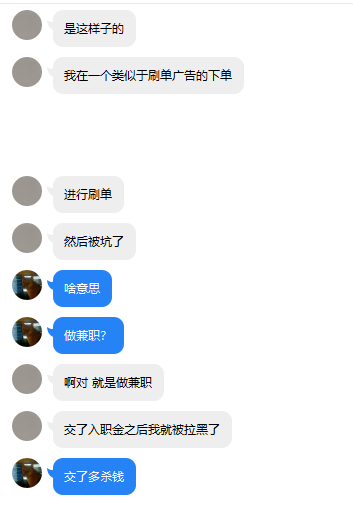 是这样子的
我在一个类似于刷单广告的下单
进行刷单
然后被坑了
啥意思
做兼职？
啊对 就是做兼职
交了入职金之后我就被拉黑了
交了多杀钱